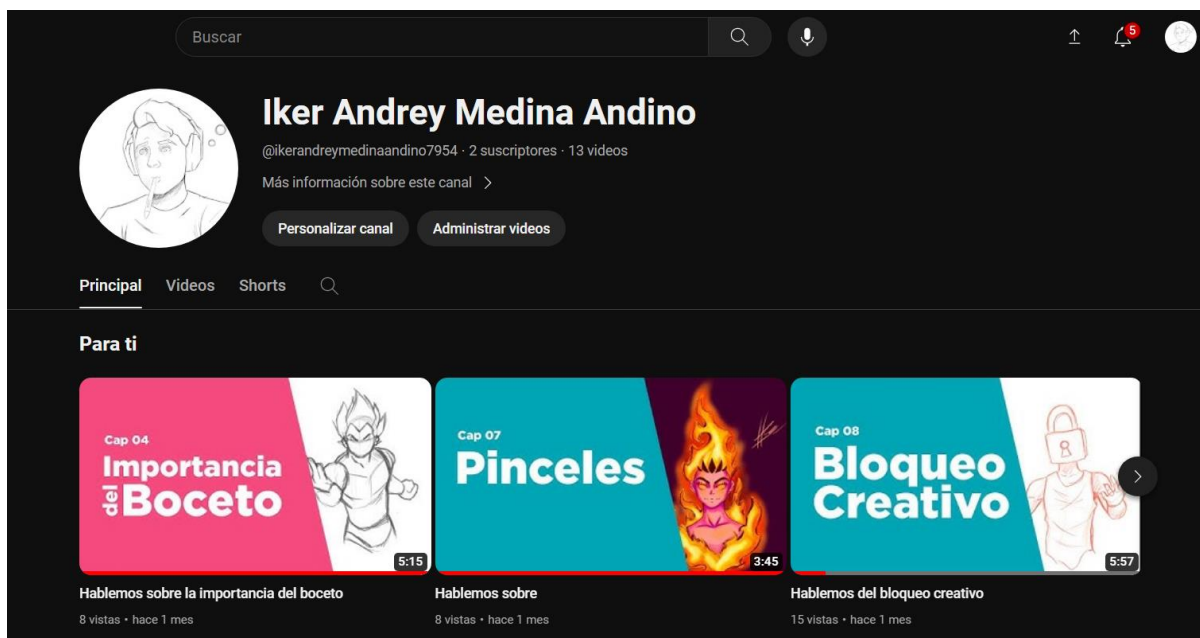 Buscar
5
Iker Andrey Medina Andino
@ikerandreymedinaandino7954 · 2 suscriptores · 13 videos
Más información sobre este canal
Personalizar canal
Administrar videos
Principal
Videos
Shorts
Para ti
Cap 04
Importancia
del Boceto
5:15
Hablemos sobre la importancia del boceto
8 vistas • hace 1 mes
Cap 07
Pinceles
3:45
Hablemos sobre
8 vistas • hace 1 mes
Cap 08
Bloqueo
Creativo
5:57
Hablemos del bloqueo creativo
15 vistas • hace 1 mes